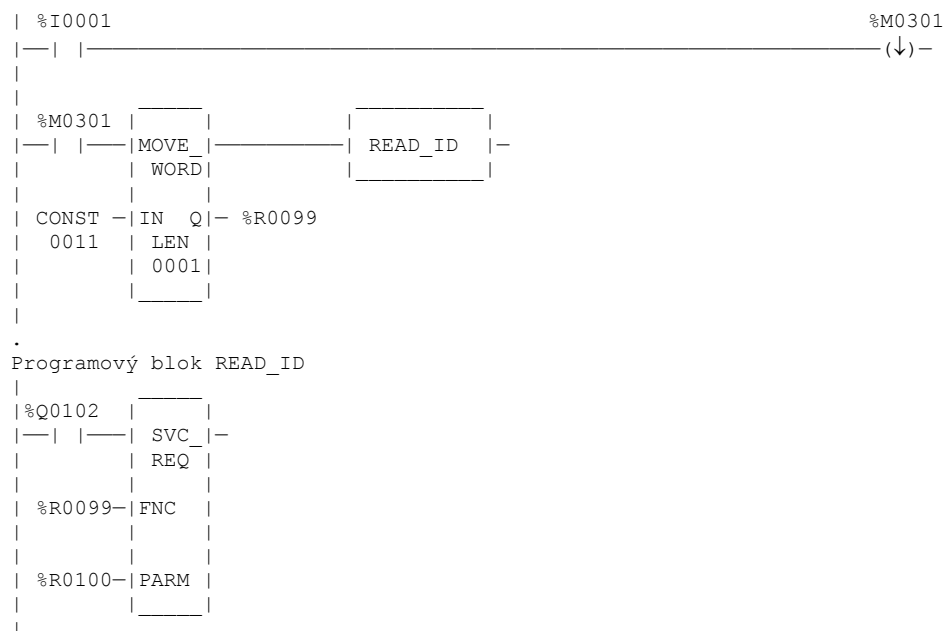 %I0001 %M0301
(↓)
%M0301
MOVE_ READ_ID
WORD
CONST IN Q %R0099
0011 LEN
0001
.
Programový blok READ_ID
%Q0102
SVC_
REQ
%R0099 FNC
%R0100 PARM